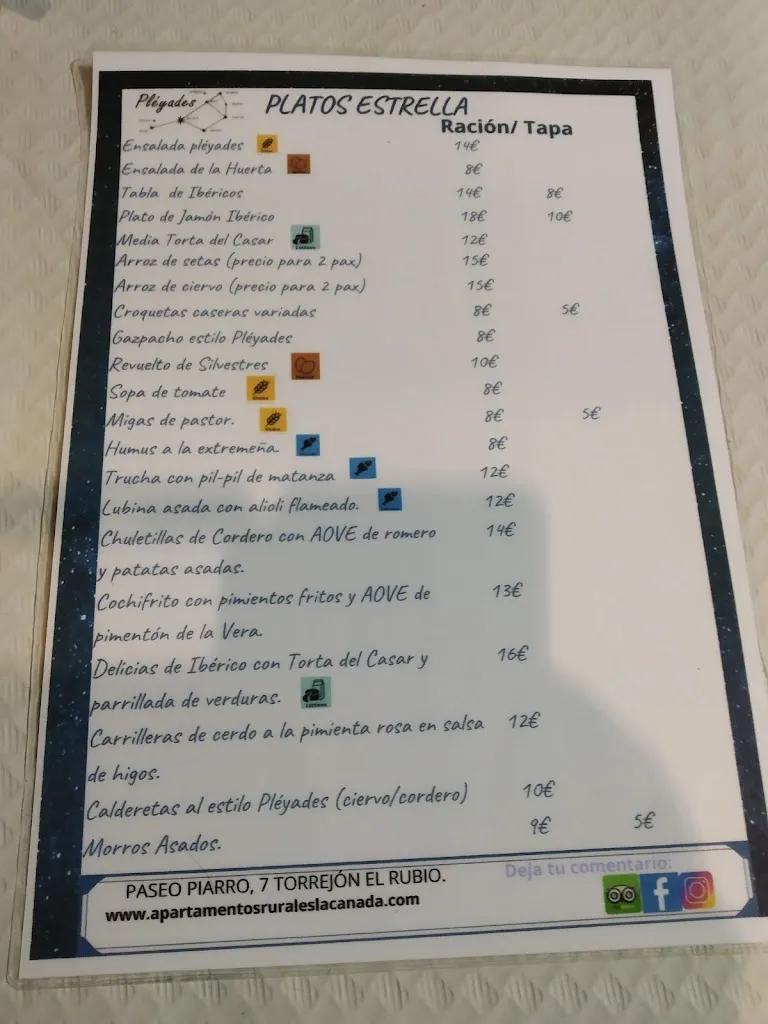 Pléyades
PLATOS ESTRELLA
Ración/ Tapa
Ensalada pléyades 14€
Ensalada de la Huerta 8€
Tabla de Ibéricos 14€ 8€
Plato de Jamón Ibérico 18€ 10€
Media Torta del Casar 12€
Arroz de setas (precio para 2 pax) 15€
Arroz de ciervo (precio para 2 pax) 15€
Croquetas caseras variadas 8€ 5€
Gazpacho estilo Pléyades 8€
Revuelto de Silvestres 10€
Sopa de tomate 8€
Migas de pastor. 8€ 5€
Humus a la extremeña. 8€
Trucha con pil-pil de matanza 12€
Lubina asada con alioli flameado. 12€
Chuletillas de Cordero con AOVE de romero 14€
y patatas asadas.
Cochifrito con pimientos fritos y AOVE de 13€
pimentón de la Vera.
Delicias de Ibérico con Torta del Casar y 16€
parrillada de verduras.
Carrilleras de cerdo a la pimienta rosa en salsa 12€
de higos.
Calderetas al estilo Pléyades (ciervo/cordero) 10€
Morros Asados. 9€ 5€
Deja tu comentario:
PASEO PIARRO, 7 TORREJÓN EL RUBIO.
www.apartamentosruraleslacanada.com